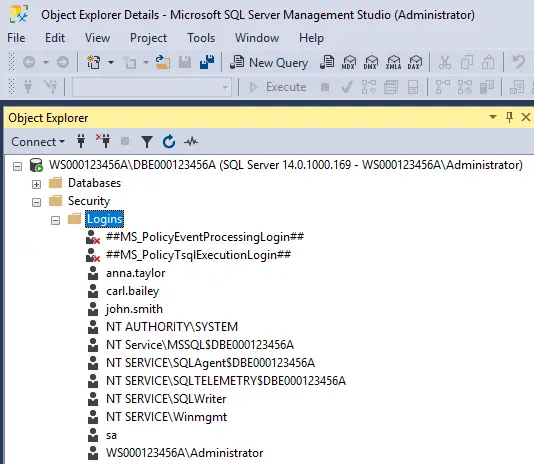 Object Explorer Details - Microsoft SQL Server Management Studio (Administrator)
File Edit View Project Tools Window Help
New Query MDX DMX XMLA DAX
Execute
Object Explorer
Connect
WS000123456A\DBE000123456A (SQL Server 14.0.1000.169 - WS000123456A\Administrator)
Databases
Security
Logins
##MS_PolicyEventProcessingLogin##
##MS_PolicyTsqlExecutionLogin##
anna.taylor
carl.bailey
john.smith
NT AUTHORITY\SYSTEM
NT Service\MSSQL$DBE000123456A
NT SERVICE\SQLAgent$DBE000123456A
NT SERVICE\SQLTELEMETRY$DBE000123456A
NT SERVICE\SQLWriter
NT SERVICE\Winmgmt
sa
WS000123456A\Administrator